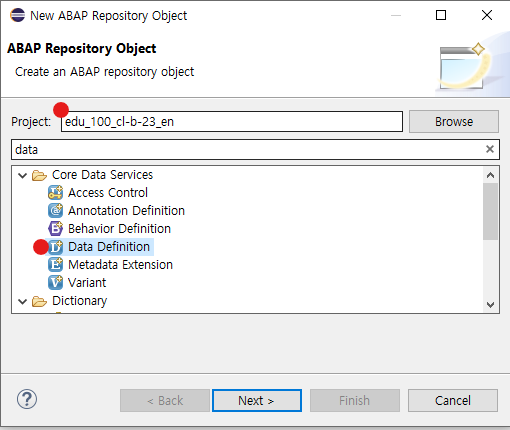 New ABAP Repository Object
ABAP Repository Object
Create an ABAP repository object
Project: edu_100_cl-b-23_en Browse
data
Core Data Services
Access Control
Annotation Definition
Behavior Definition
Data Definition
Metadata Extension
Variant
Dictionary
< Back Next > Finish Cancel